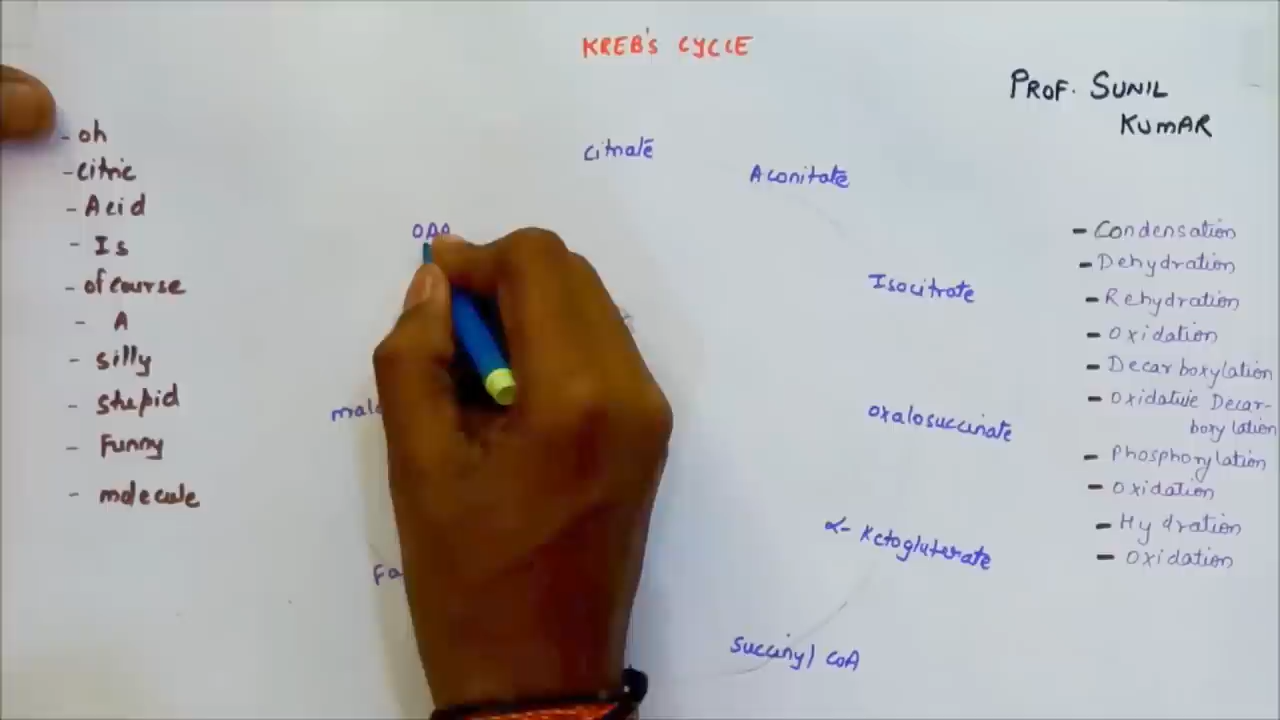 KREB's CYCLE
PROF. SUNIL
KUMAR
- oh
- citric
- Acid
- Is
- of course
- A
- silly
- stupid
- Funny
- molecule
citrate
Aconitate
OAA
Isocitrate
oxalosuccinate
α- Ketogluterate
succinyl CoA
- Condensation
- Dehydration
- Rehydration
- Oxidation
- Decarboxylation
- Oxidative Decar-
boxylation
- Phosphorylation
- Oxidation
- Hydration
- Oxidation